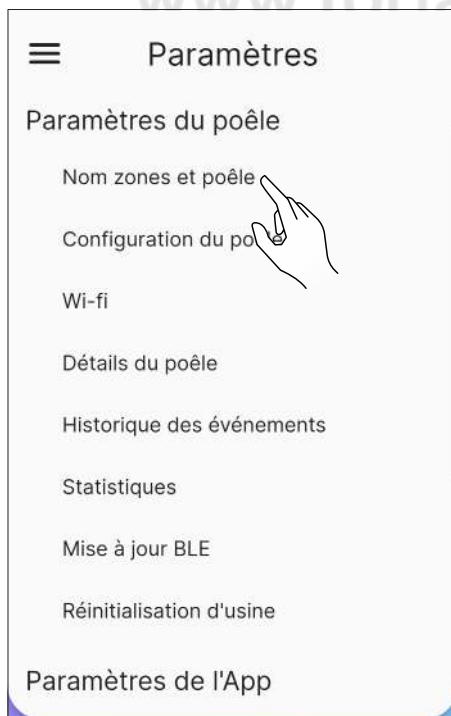 Paramètres
Paramètres du poêle
Nom zones et poêle
Configuration du
Wi-fi
Détails du poêle
Historique des événements
Statistiques
Mise à jour BLE
Réinitialisation d'usine
Paramètres de l'App